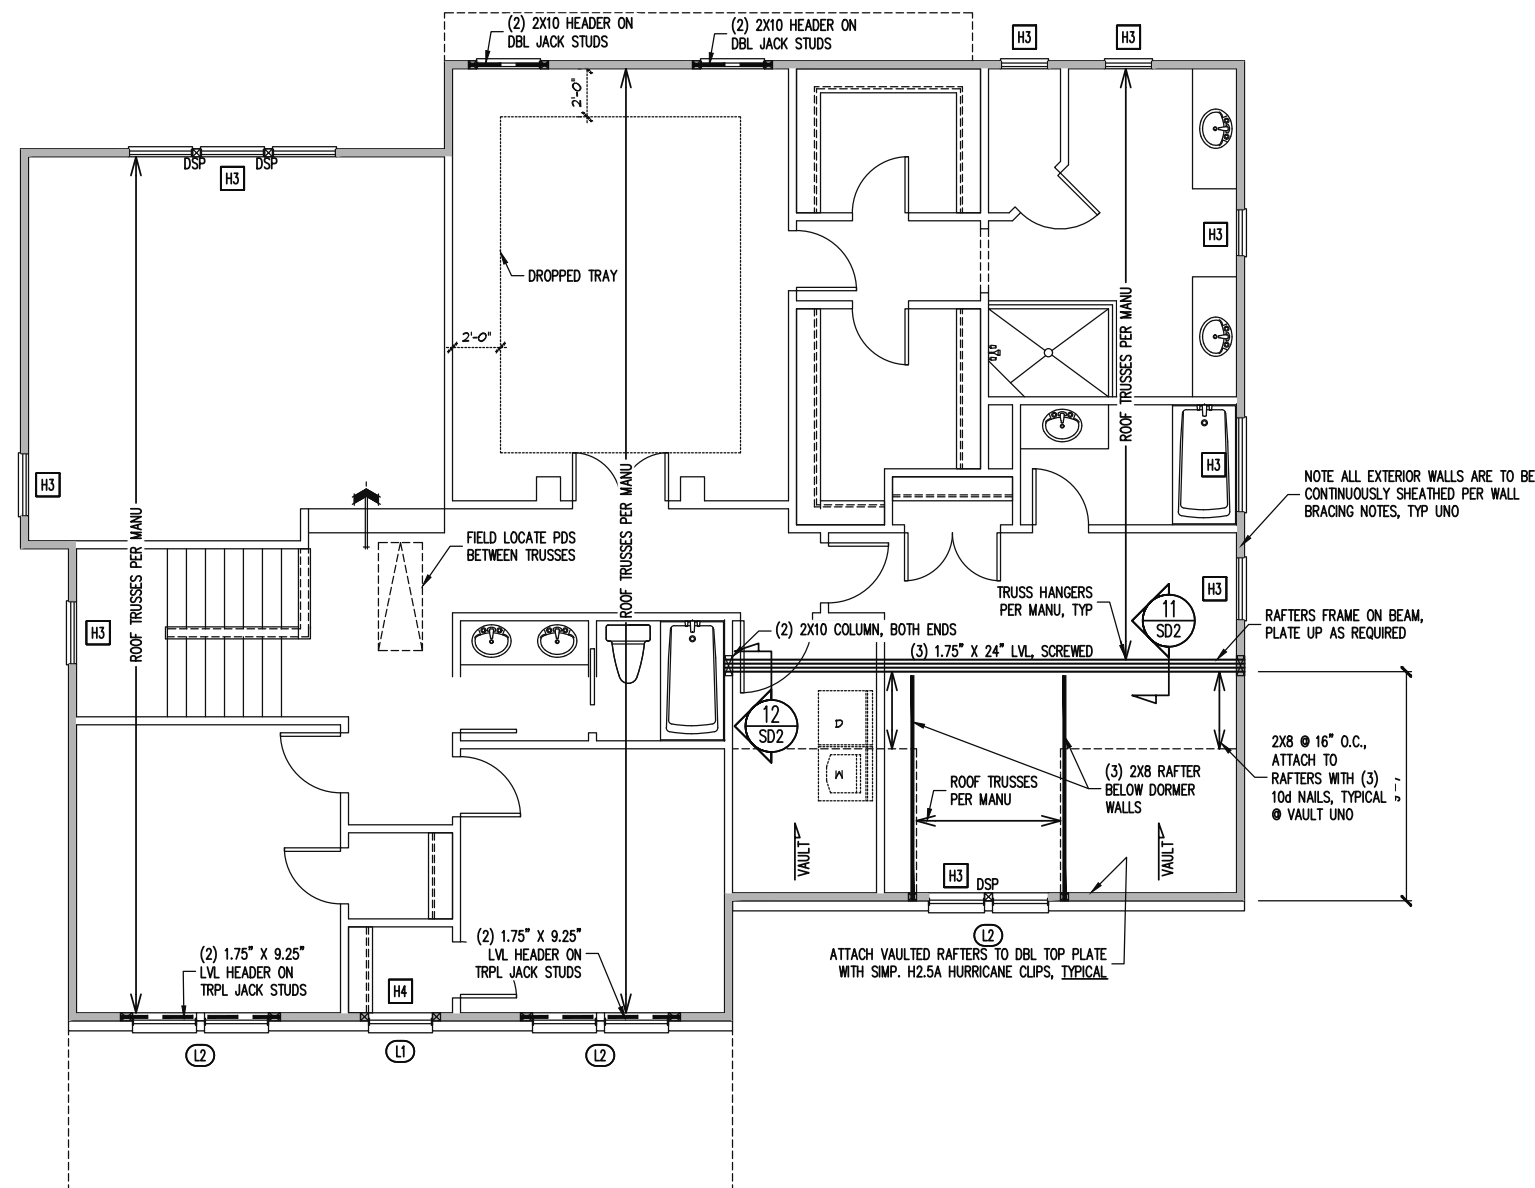 (2) 2X10 HEADER ON
DBL JACK STUDS
(2) 2X10 HEADER ON
DBL JACK STUDS
H3
H3
2'-0"
DSP
DSP
H3
H3
DROPPED TRAY
2'-0"
ROOF TRUSSES PER MANU
H3
H3
ROOF TRUSSES PER MANU
ROOF TRUSSES PER MANU
NOTE ALL EXTERIOR WALLS ARE TO BE
CONTINUOUSLY SHEATHED PER WALL
BRACING NOTES, TYP UNO
FIELD LOCATE PDS
BETWEEN TRUSSES
TRUSS HANGERS
PER MANU, TYP
H3
11
SD2
RAFTERS FRAME ON BEAM,
PLATE UP AS REQUIRED
H3
(2) 2X10 COLUMN, BOTH ENDS
(3) 1.75" X 24" LVL, SCREWED
12
SD2
D
W
2X8 @ 16" O.C.,
ATTACH TO
RAFTERS WITH (3)
10d NAILS, TYPICAL
@ VAULT UNO
ROOF TRUSSES
PER MANU
(3) 2X8 RAFTER
BELOW DORMER
WALLS
VAULT
VAULT
H3
DSP
L2
ATTACH VAULTED RAFTERS TO DBL TOP PLATE
WITH SIMP. H2.5A HURRICANE CLIPS, TYPICAL
(2) 1.75" X 9.25"
LVL HEADER ON
TRPL JACK STUDS
(2) 1.75" X 9.25"
LVL HEADER ON
TRPL JACK STUDS
H4
L2
L1
L2